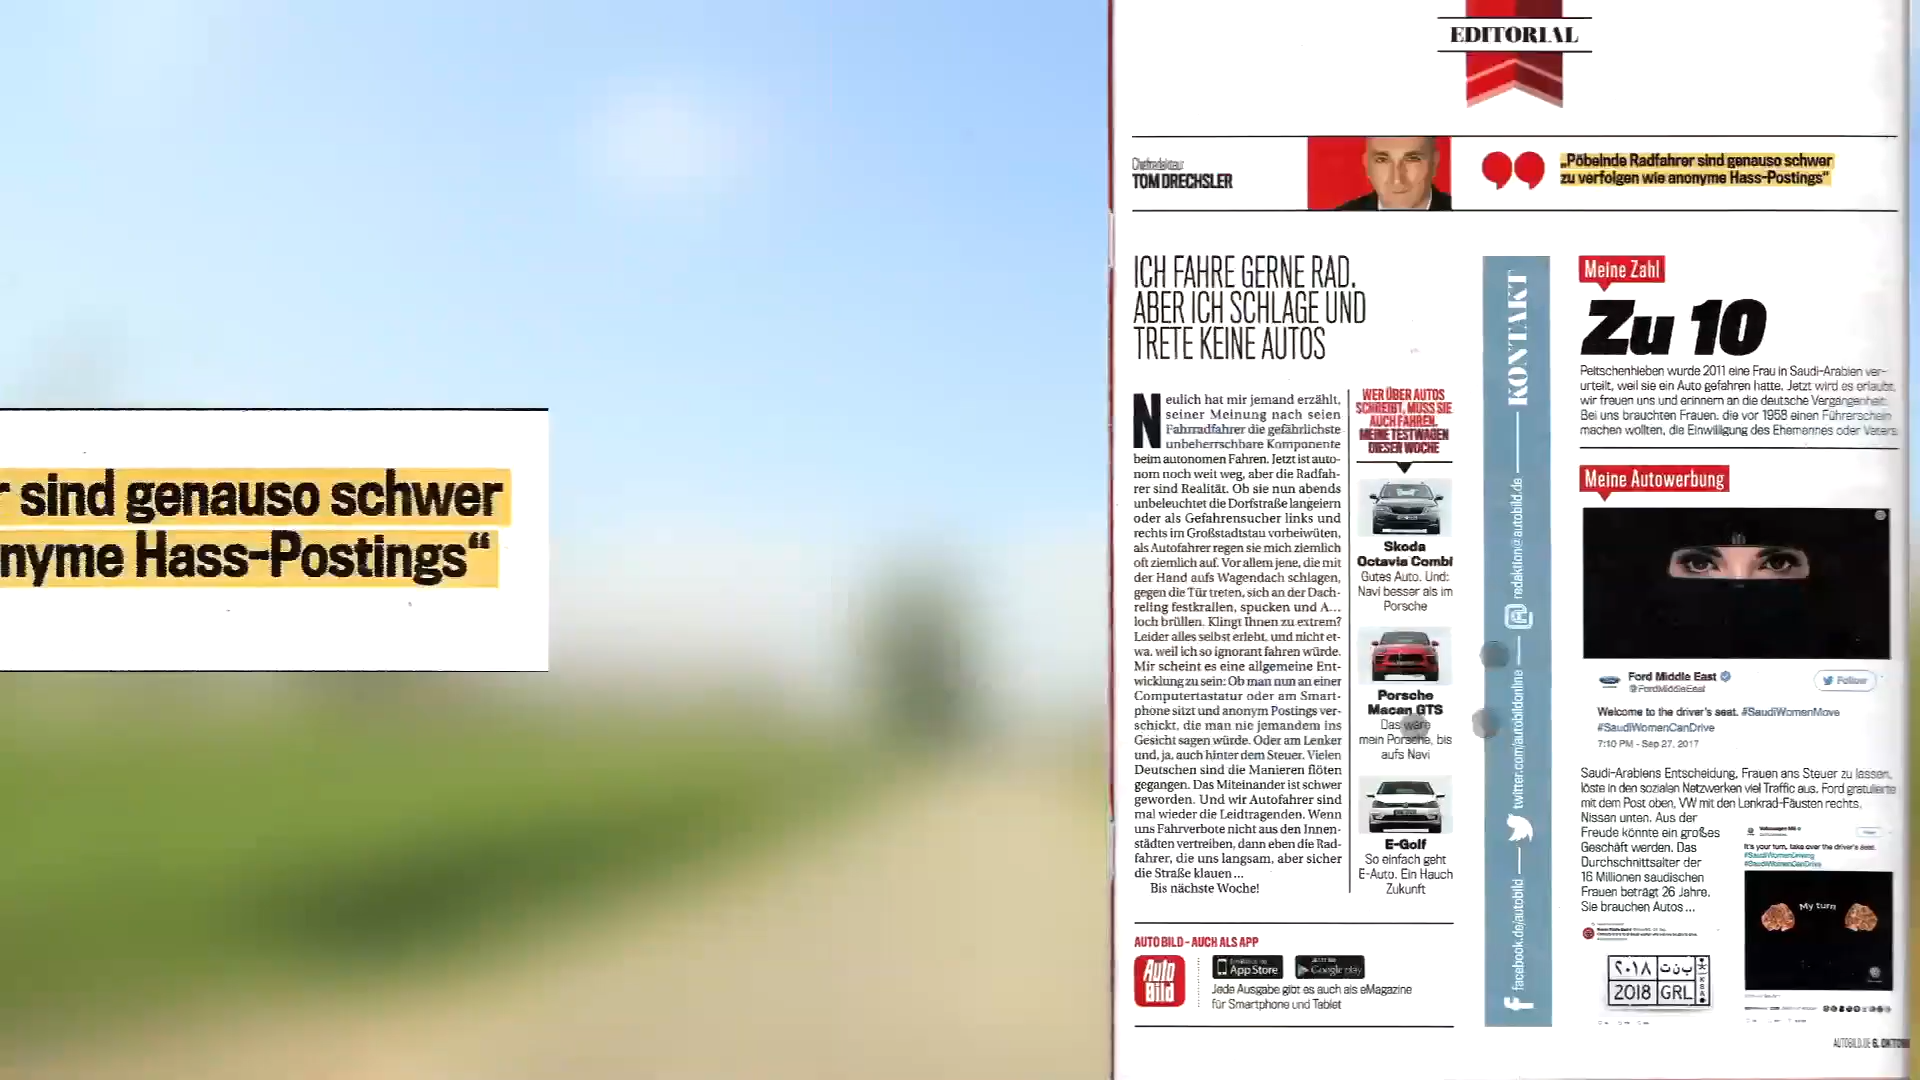 r sind genauso schwer
nyme Hass-Postings“
EDITORIAL
Chefredakteur
TOM DRECHSLER
„Pöbelnde Radfahrer sind genauso schwer
zu verfolgen wie anonyme Hass-Postings“
ICH FAHRE GERNE RAD.
ABER ICH SCHLAGE UND
TRETE KEINE AUTOS
Neulich hat mir jemand erzählt,
seiner Meinung nach seien
Fahrradfahrer die gefährlichste
unbeherrschbare Komponente
beim autonomen Fahren. Jetzt ist auto-
nom noch weit weg, aber die Radfah-
rer sind Realität. Ob sie nun abends
unbeleuchtet die Dorfstraße langeiern
oder als Gefahrensucher links und
rechts im Großstadtstau vorbeiwüten,
als Autofahrer regen sie mich ziemlich
oft ziemlich auf. Vor allem jene, die mit
der Hand aufs Wagendach schlagen,
gegen die Tür treten, sich an der Dach-
reling festkrallen, spucken und A...
loch brüllen. Klingt Ihnen zu extrem?
Leider alles selbst erlebt, und nicht et-
wa, weil ich so ignorant fahren würde.
Mir scheint es eine allgemeine Ent-
wicklung zu sein: Ob man nun an einer
Computertastatur oder am Smart-
phone sitzt und anonym Postings ver-
schickt, die man nie jemandem ins
Gesicht sagen würde. Oder am Lenker
und, ja, auch hinter dem Steuer. Vielen
Deutschen sind die Manieren flöten
gegangen. Das Miteinander ist schwer
geworden. Und wir Autofahrer sind
mal wieder die Leidtragenden. Wenn
uns Fahrverbote nicht aus den Innen-
städten vertreiben, dann eben die Rad-
fahrer, die uns langsam, aber sicher
die Straße klauen ...
Bis nächste Woche!
WER ÜBER AUTOS
SCHREIBT, MUSS SIE
AUCH FAHREN.
MEINE TESTWAGEN
DIESER WOCHE
Skoda
Octavia Combi
Gutes Auto. Und:
Navi besser als im
Porsche
Porsche
Macan GTS
Das wäre
mein Porsche, bis
aufs Navi
E-Golf
So einfach geht
E-Auto. Ein Hauch
Zukunft
AUTO BILD – AUCH ALS APP
Auto
Bild
App Store
Google play
Jede Ausgabe gibt es auch als eMagazine
für Smartphone und Tablet
KONTAKT
redaktion@autobild.de
twitter.com/autobildonline
facebook.de/autobild
Meine Zahl
Zu 10
Peitschenhieben wurde 2011 eine Frau in Saudi-Arabien ver-
urteilt, weil sie ein Auto gefahren hatte. Jetzt wird es erlaubt,
wir freuen uns und erinnern an die deutsche Vergangenheit:
Bei uns brauchten Frauen, die vor 1958 einen Führerschein
machen wollten, die Einwilligung des Ehemannes oder Vaters.
Meine Autowerbung
Ford Middle East
@FordMiddleEast
Follow
Welcome to the driver's seat. #SaudiWomenMove
#SaudiWomenCanDrive
7:10 PM - Sep 27, 2017
Saudi-Arabiens Entscheidung, Frauen ans Steuer zu lassen,
löste in den sozialen Netzwerken viel Traffic aus. Ford gratulierte
mit dem Post oben, VW mit den Lenkrad-Fäusten rechts,
Nissan unten. Aus der
Freude könnte ein großes
Geschäft werden. Das
Durchschnittsalter der
16 Millionen saudischen
Frauen beträgt 26 Jahre.
Sie brauchen Autos ...
It's your turn, take over the driver's seat.
#SaudiWomenDriving
#SaudiWomenCanDrive
My turn
٢٠١٨ ب ن ت
2018 GRL
AUTOBILD.DE 6. OKTOB